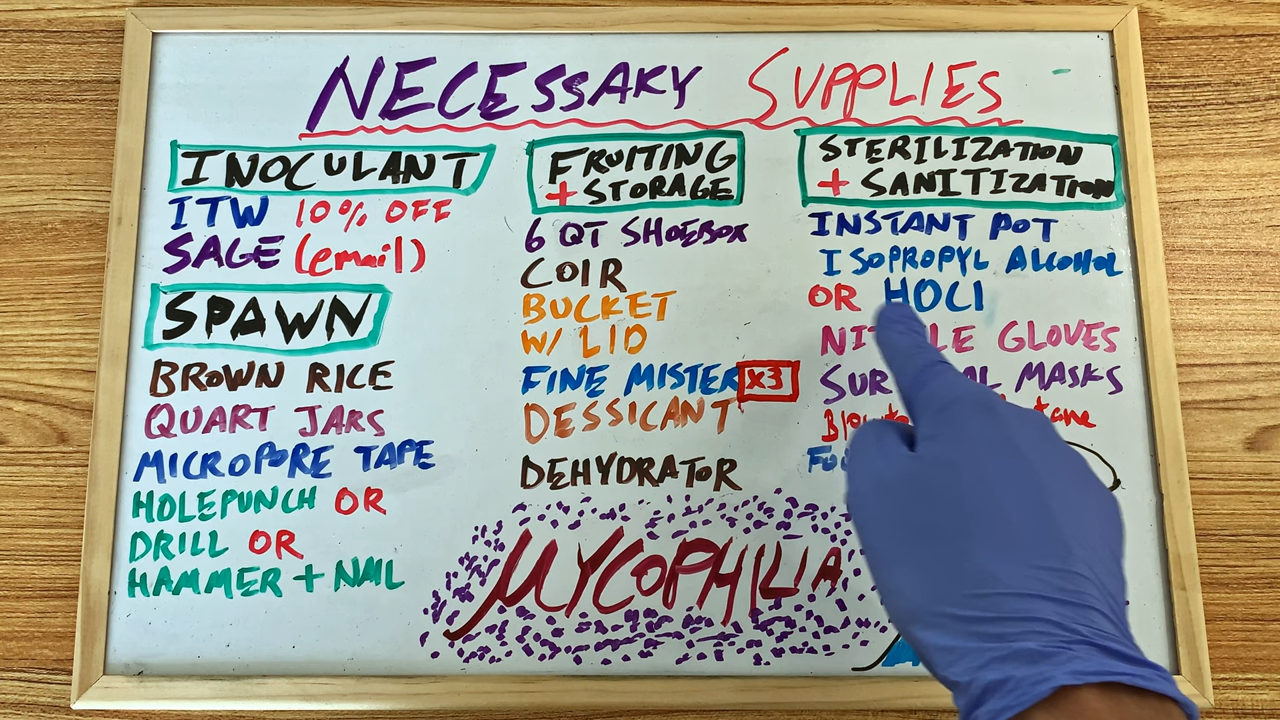 NECESSARY SUPPLIES
INOCULANT
ITW 10% OFF
SAGE (email)
SPAWN
BROWN RICE
QUART JARS
MICROPORE TAPE
HOLEPUNCH OR
DRILL OR
HAMMER + NAIL
FRUITING
+ STORAGE
6 QT SHOEBOX
COIR
BUCKET
W/ LID
FINE MISTER x3
DESSICANT
DEHYDRATOR
MYCOPHILIA
STERILIZATION
+ SANITIZATION
INSTANT POT
ISOPROPYL ALCOHOL
OR HOCl
GLOVES
MASKS